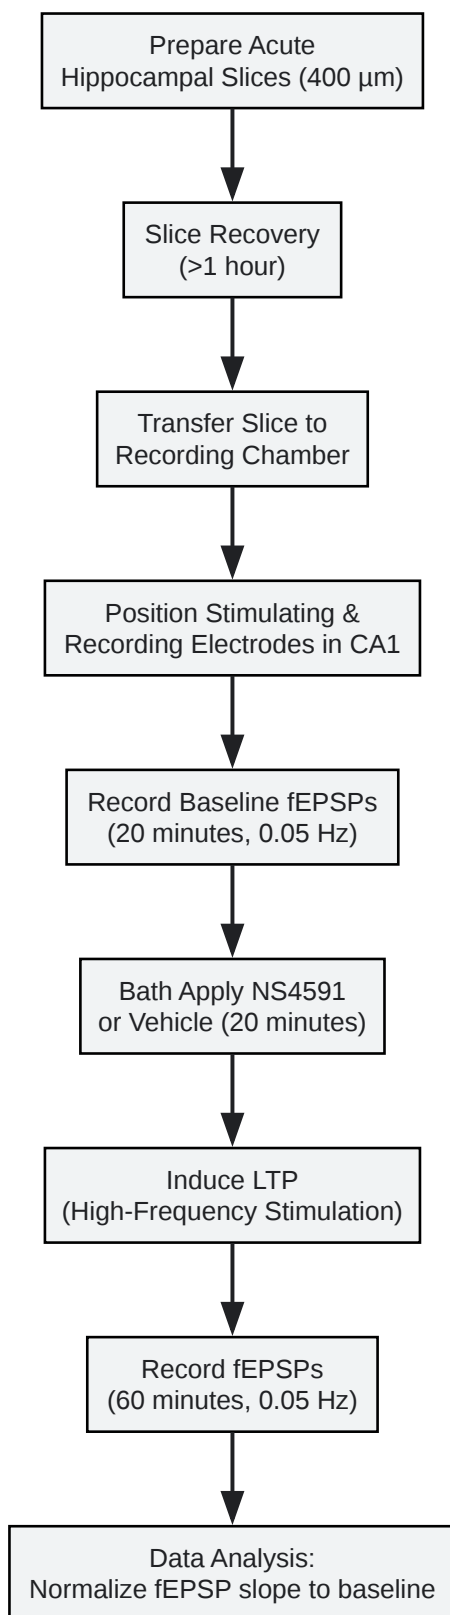 Prepare Acute
Hippocampal Slices (400 µm)
Slice Recovery
(>1 hour)
Transfer Slice to
Recording Chamber
Position Stimulating &
Recording Electrodes in CA1
Record Baseline fEPSPs
(20 minutes, 0.05 Hz)
Bath Apply NS4591
or Vehicle (20 minutes)
Induce LTP
(High-Frequency Stimulation)
Record fEPSPs
(60 minutes, 0.05 Hz)
Data Analysis:
Normalize fEPSP slope to baseline